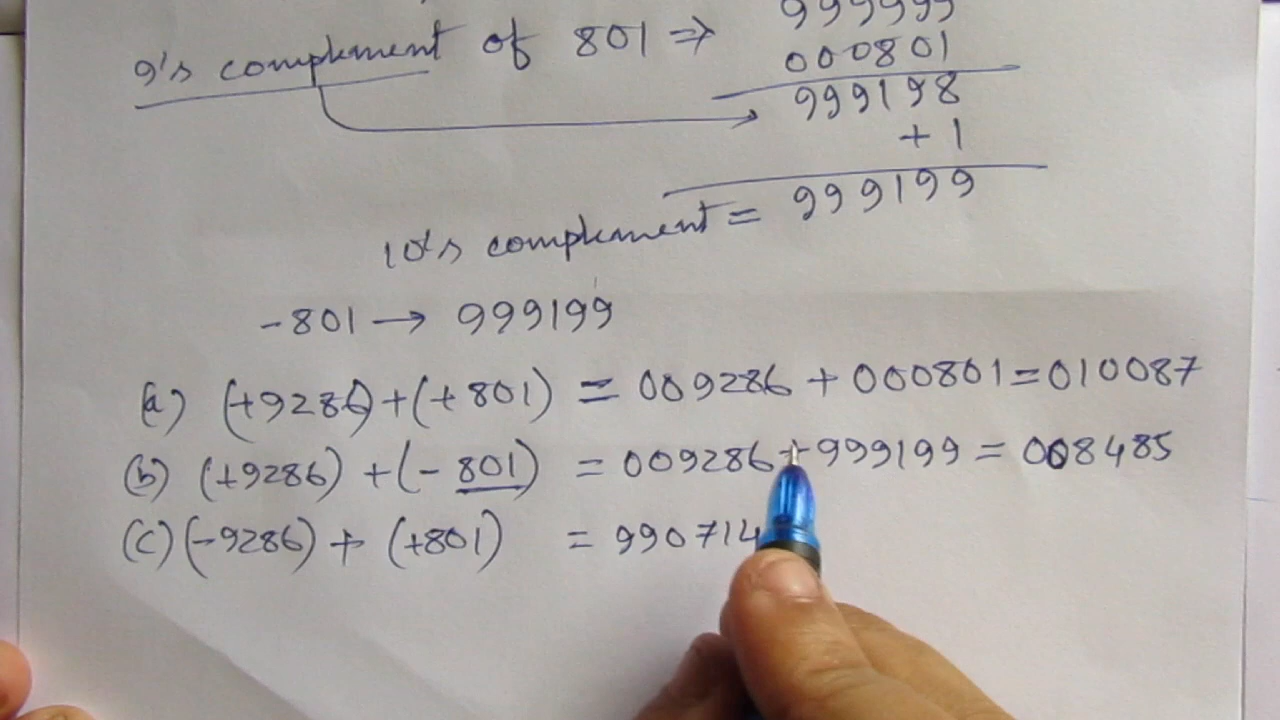 999999
9's complement of 801 ⇒ 000801
999198
+ 1
10's complement = 999199
-801 → 999199
(a) (+9286)+(+801) = 009286 + 000801 = 010087
(b) (+9286) + (- 801) = 009286 + 999199 = 008485
(c) (-9286) + (+801) = 990714